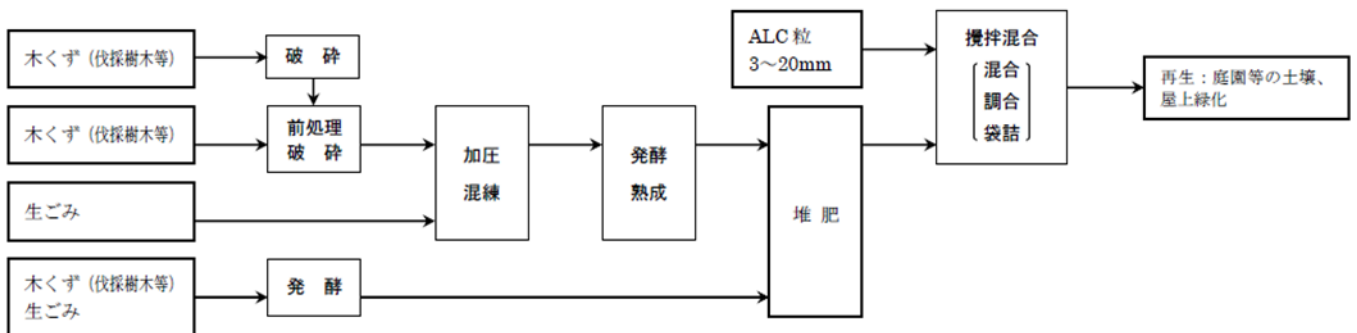 木くず（伐採樹木等）
破　砕
ALC 粒
3～20mm
攪拌混合
混合
調合
袋詰
再生：庭園等の土壌、
屋上緑化
木くず（伐採樹木等）
前処理
破　砕
加圧
混練
発酵
熟成
堆　肥
生ごみ
木くず（伐採樹木等）
生ごみ
発　酵